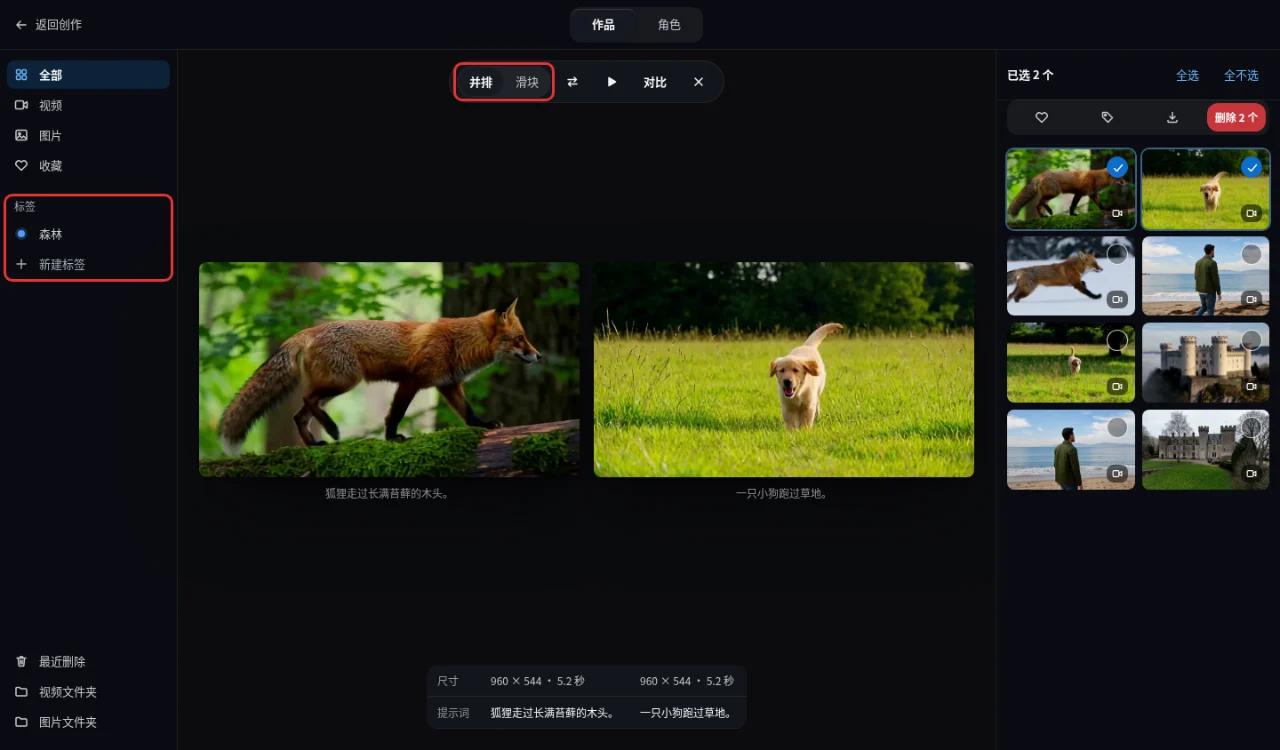 返回创作
作品
角色
全部
视频
图片
收藏
标签
森林
新建标签
最近删除
视频文件夹
图片文件夹
并排
滑块
对比
狐狸走过长满苔藓的木头。
一只小狗跑过草地。
尺寸 960 × 544 · 5.2 秒 960 × 544 · 5.2 秒
提示词 狐狸走过长满苔藓的木头。 一只小狗跑过草地。
已选 2 个
全选
全不选
删除 2 个